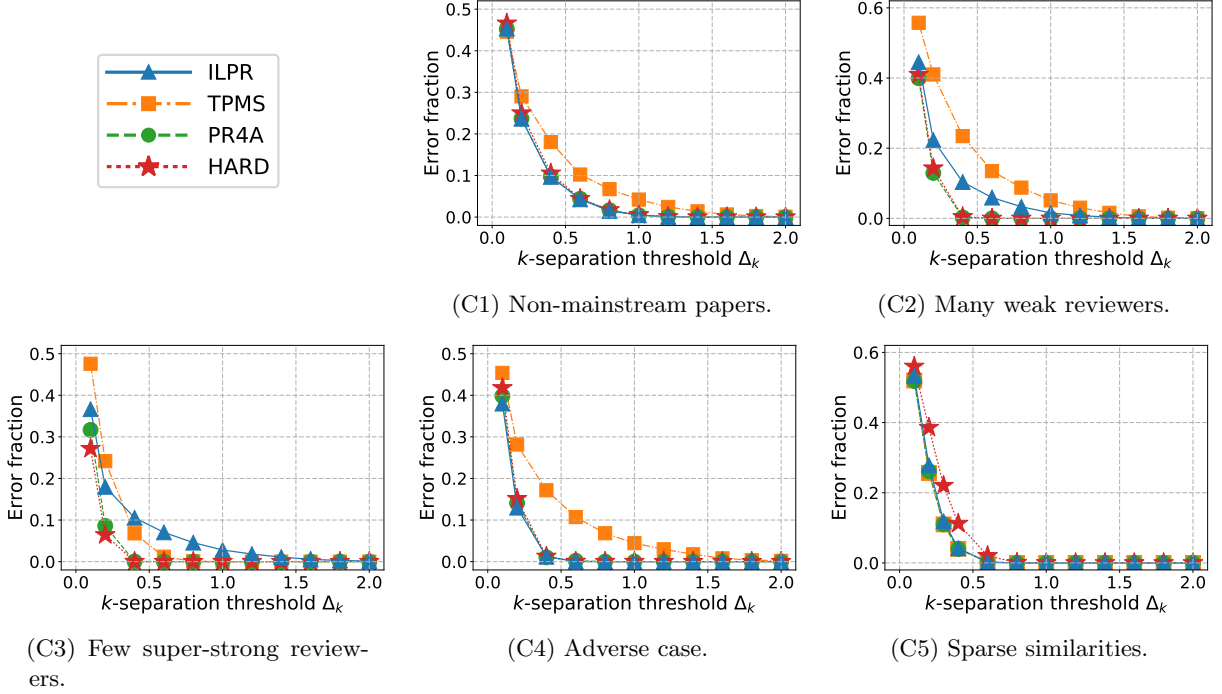 ILPR
TPMS
PR4A
HARD
0.5
0.4
0.3
0.2
0.1
0.0
Error fraction
0.0 0.5 1.0 1.5 2.0
k-separation threshold Δk
(C1) Non-mainstream papers.
0.6
0.4
0.2
0.0
Error fraction
0.0 0.5 1.0 1.5 2.0
k-separation threshold Δk
(C2) Many weak reviewers.
0.5
0.4
0.3
0.2
0.1
0.0
Error fraction
0.0 0.5 1.0 1.5 2.0
k-separation threshold Δk
(C3) Few super-strong review-
ers.
0.5
0.4
0.3
0.2
0.1
0.0
Error fraction
0.0 0.5 1.0 1.5 2.0
k-separation threshold Δk
(C4) Adverse case.
0.6
0.4
0.2
0.0
Error fraction
0.0 0.5 1.0 1.5 2.0
k-separation threshold Δk
(C5) Sparse similarities.